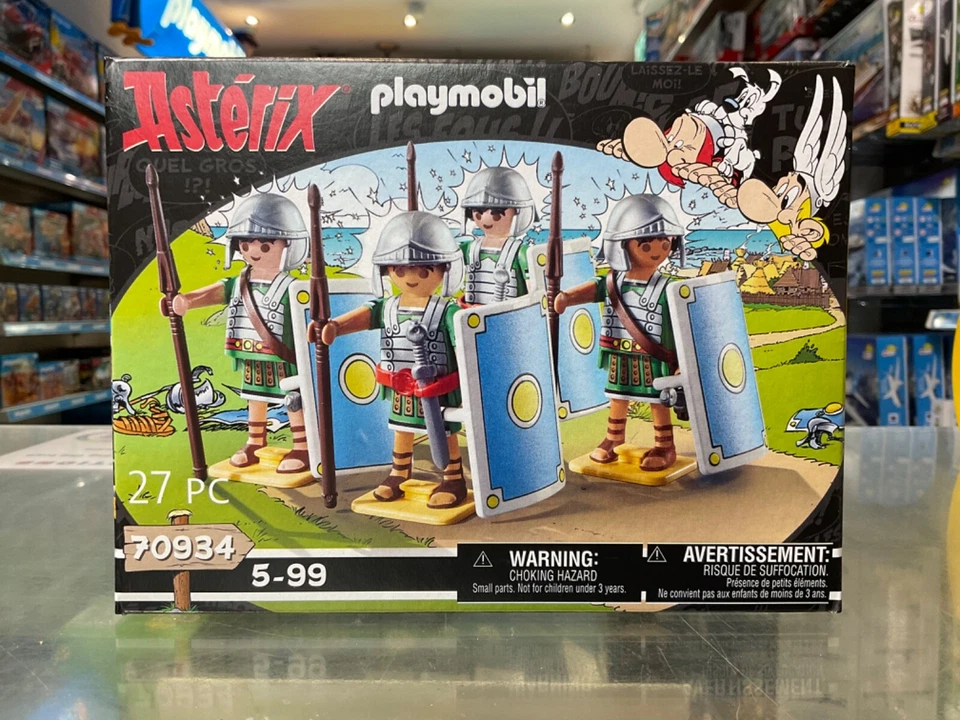 Astérix
playmobil
LAISSEZ-LE
MOI!
QUEL GROS
!?!
27 PC
70934
5-99
WARNING:
CHOKING HAZARD
Small parts. Not for children under 3 years.
AVERTISSEMENT:
RISQUE DE SUFFOCATION.
Présence de petits éléments.
Ne convient pas aux enfants de moins de 3 ans.